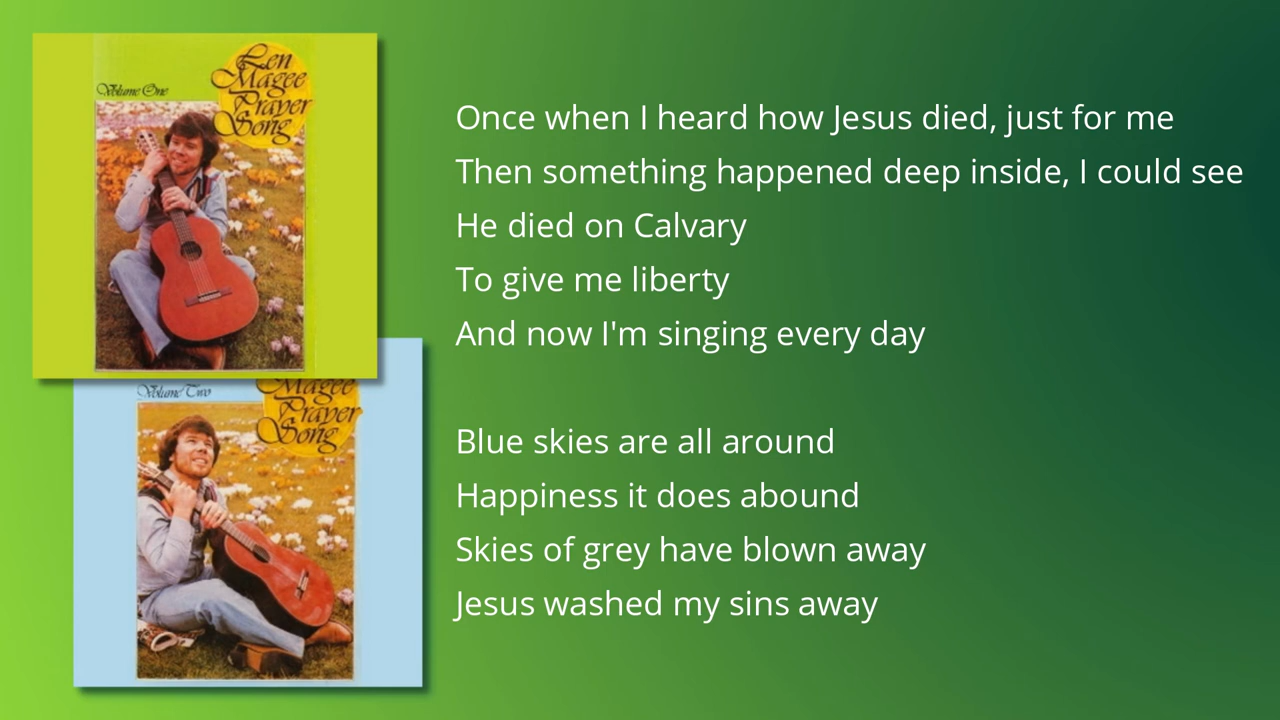 Len
Magee
Prayer
Song
Volume One
Volume Two
Magee
Prayer
Song
Once when I heard how Jesus died, just for me
Then something happened deep inside, I could see
He died on Calvary
To give me liberty
And now I'm singing every day
Blue skies are all around
Happiness it does abound
Skies of grey have blown away
Jesus washed my sins away